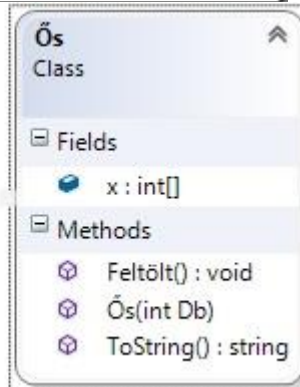 Ős
Class
Fields
x : int[]
Methods
Feltölt() : void
Ős(int Db)
ToString() : string